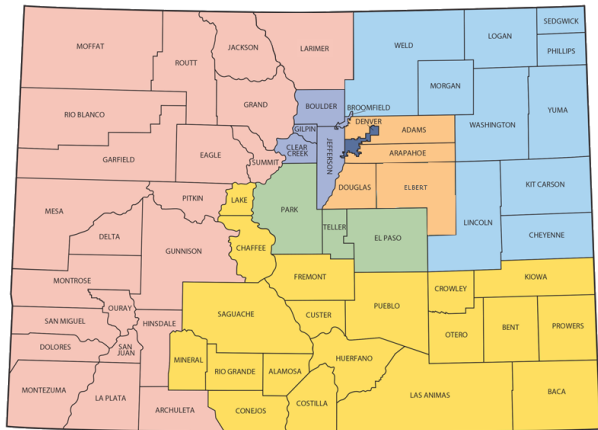 SEDGWICK
LOGAN
MOFFAT
JACKSON
LARIMER
WELD
PHILLIPS
ROUTT
MORGAN
GRAND
BOULDER
BROOMFIELD
YUMA
RIO BLANCO
DENVER
WASHINGTON
GILPIN
ADAMS
CLEAR
CREEK
JEFFERSON
ARAPAHOE
GARFIELD
EAGLE
SUMMIT
DOUGLAS
ELBERT
KIT CARSON
PITKIN
LAKE
PARK
MESA
TELLER
LINCOLN
CHEYENNE
DELTA
EL PASO
GUNNISON
CHAFFEE
MONTROSE
FREMONT
KIOWA
CROWLEY
OURAY
PUEBLO
SAGUACHE
CUSTER
SAN MIGUEL
HINSDALE
BENT
PROWERS
OTERO
DOLORES
SAN
JUAN
MINERAL
HUERFANO
RIO GRANDE
ALAMOSA
MONTEZUMA
LA PLATA
LAS ANIMAS
BACA
COSTILLA
ARCHULETA
CONEJOS